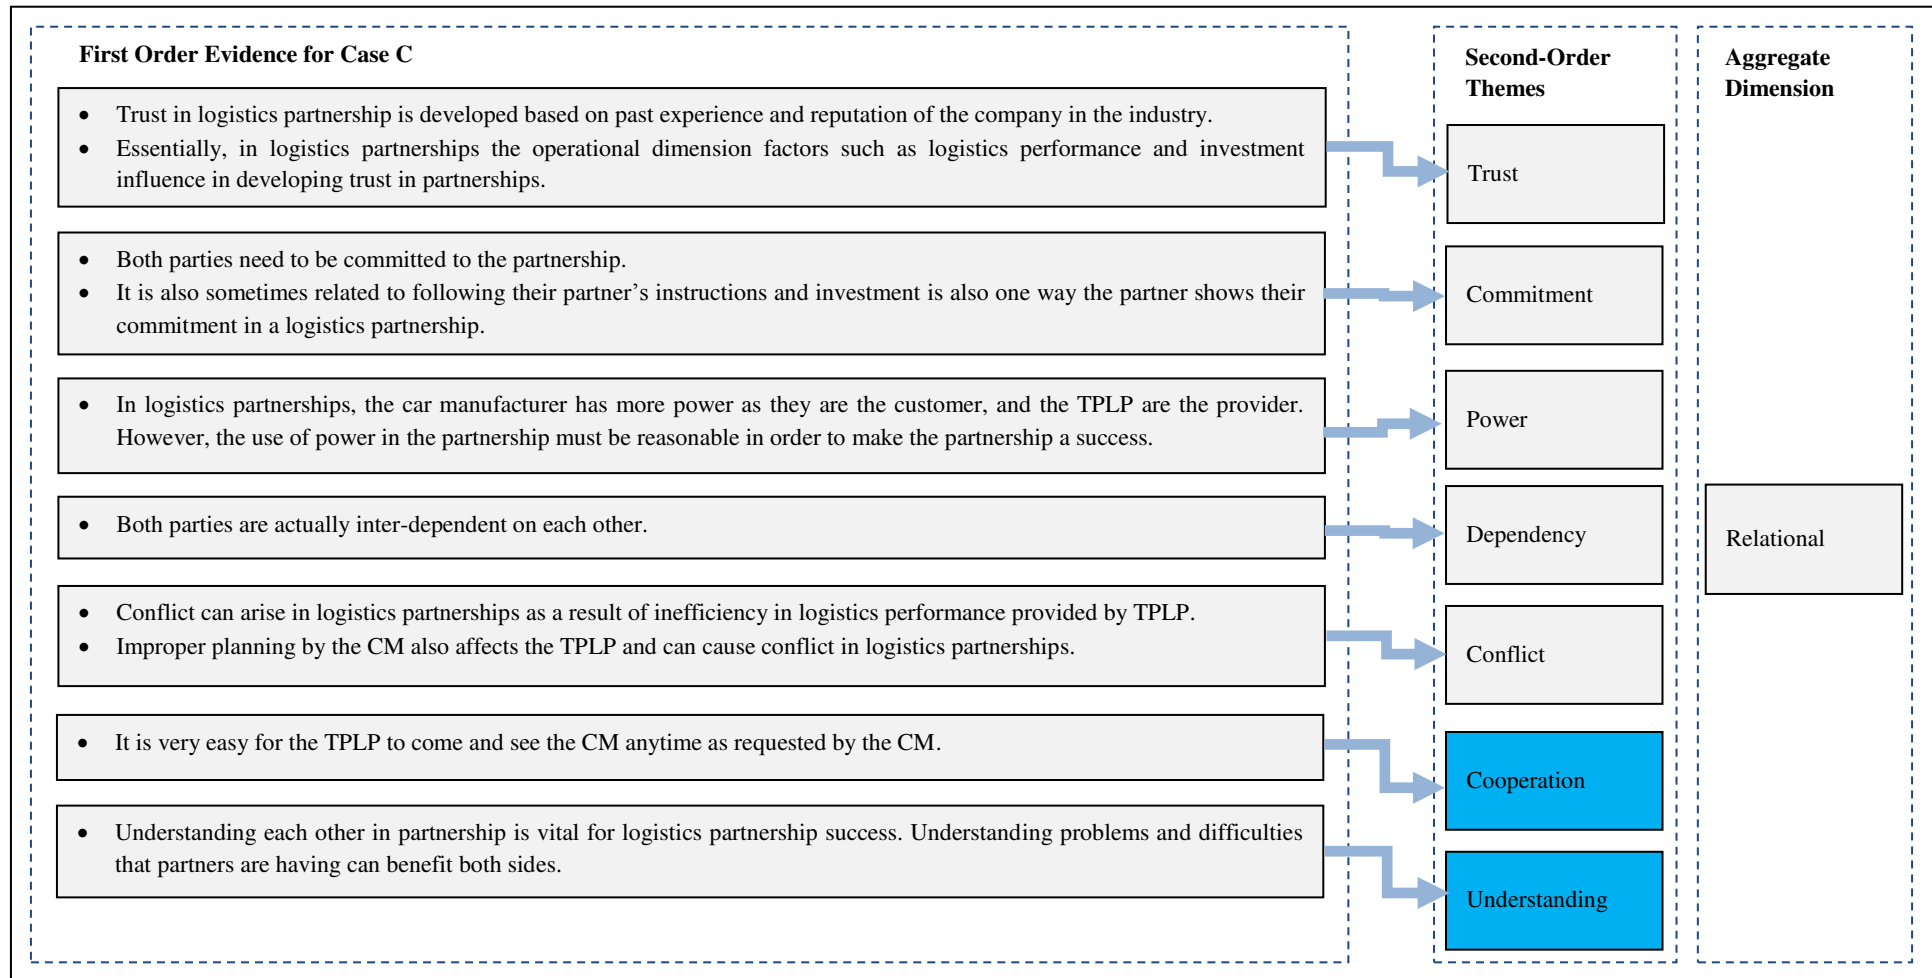 First Order Evidence for Case C
Second-Order
Themes
Aggregate
Dimension
• Trust in logistics partnership is developed based on past experience and reputation of the company in the industry.
• Essentially, in logistics partnerships the operational dimension factors such as logistics performance and investment
influence in developing trust in partnerships.
Trust
• Both parties need to be committed to the partnership.
• It is also sometimes related to following their partner’s instructions and investment is also one way the partner shows their
commitment in a logistics partnership.
Commitment
• In logistics partnerships, the car manufacturer has more power as they are the customer, and the TPLP are the provider.
However, the use of power in the partnership must be reasonable in order to make the partnership a success.
Power
• Both parties are actually inter-dependent on each other.
Dependency
Relational
• Conflict can arise in logistics partnerships as a result of inefficiency in logistics performance provided by TPLP.
• Improper planning by the CM also affects the TPLP and can cause conflict in logistics partnerships.
Conflict
• It is very easy for the TPLP to come and see the CM anytime as requested by the CM.
Cooperation
• Understanding each other in partnership is vital for logistics partnership success. Understanding problems and difficulties
that partners are having can benefit both sides.
Understanding